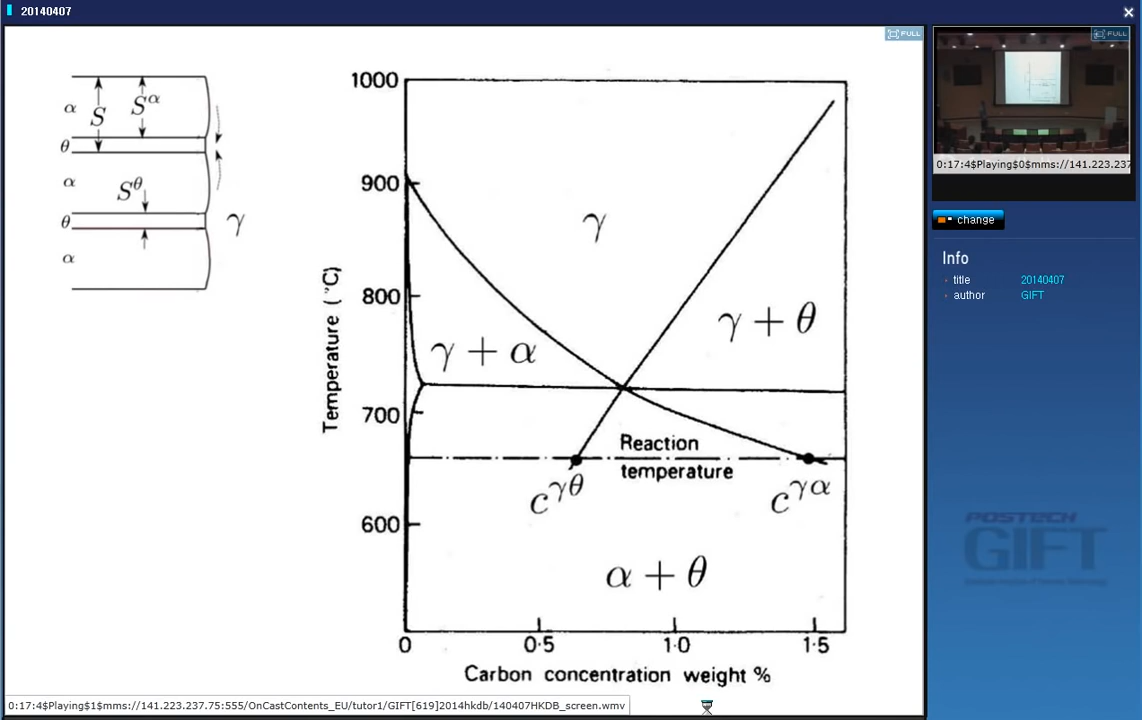 20140407
FULL
FULL
α
S
S^α
θ
α
S^θ
θ
γ
α
1000
900
800
700
600
Temperature (°C)
γ
γ + θ
γ + α
Reaction
temperature
c^γθ
c^γα
α + θ
0
0·5
1·0
1·5
Carbon concentration weight %
0:17:4$Playing$0$mms://141.223.237
change
Info
title 20140407
author GIFT
POSTECH
GIFT
0:17:4$Playing$1$mms://141.223.237.75:555/OnCastContents_EU/tutor1/GIFT[619]2014hkdb/140407HKDB_screen.wmv